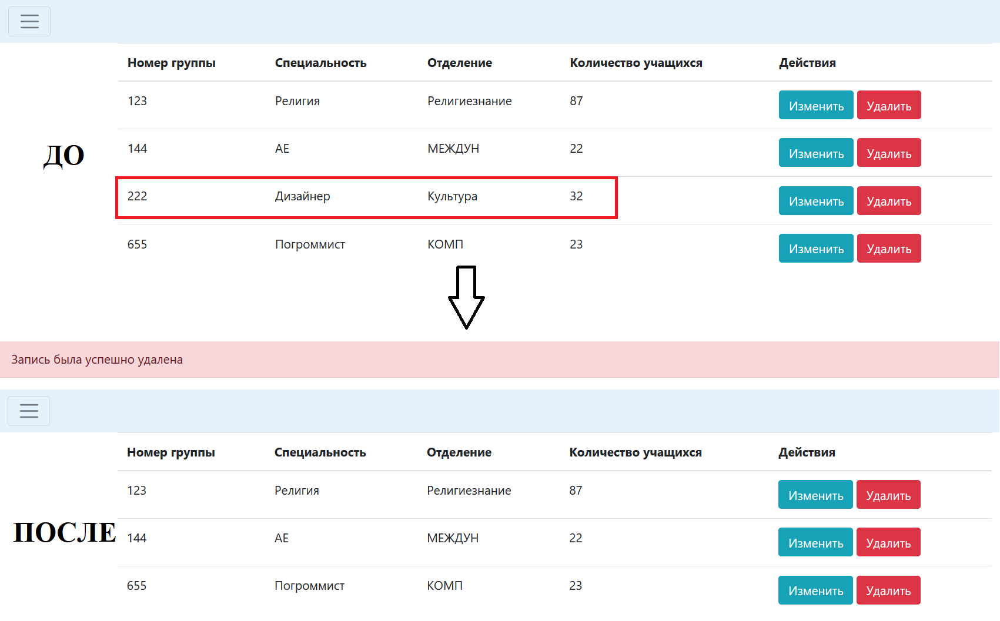 Номер группы Специальность Отделение Количество учащихся Действия
123 Религия Религиезнание 87 Изменить Удалить
144 АЕ МЕЖДУН 22 Изменить Удалить
ДО
222 Дизайнер Культура 32 Изменить Удалить
655 Погроммист КОМП 23 Изменить Удалить
Запись была успешно удалена
Номер группы Специальность Отделение Количество учащихся Действия
123 Религия Религиезнание 87 Изменить Удалить
ПОСЛЕ
144 АЕ МЕЖДУН 22 Изменить Удалить
655 Погроммист КОМП 23 Изменить Удалить